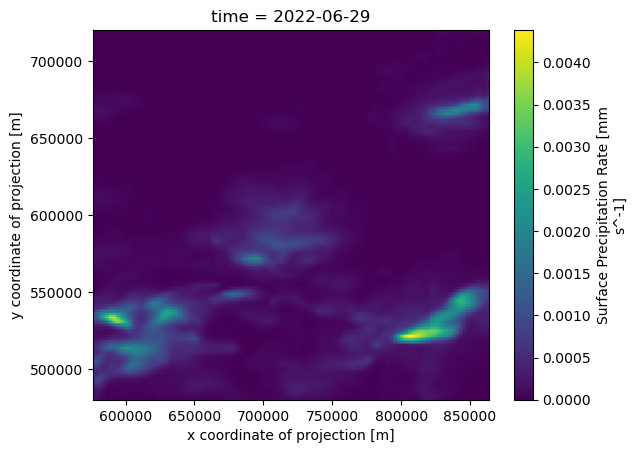 time = 2022-06-29
700000
650000
600000
550000
500000
y coordinate of projection [m]
600000 650000 700000 750000 800000 850000
x coordinate of projection [m]
0.0040
0.0035
0.0030
0.0025
0.0020
0.0015
0.0010
0.0005
0.0000
Surface Precipitation Rate [mm
s^-1]